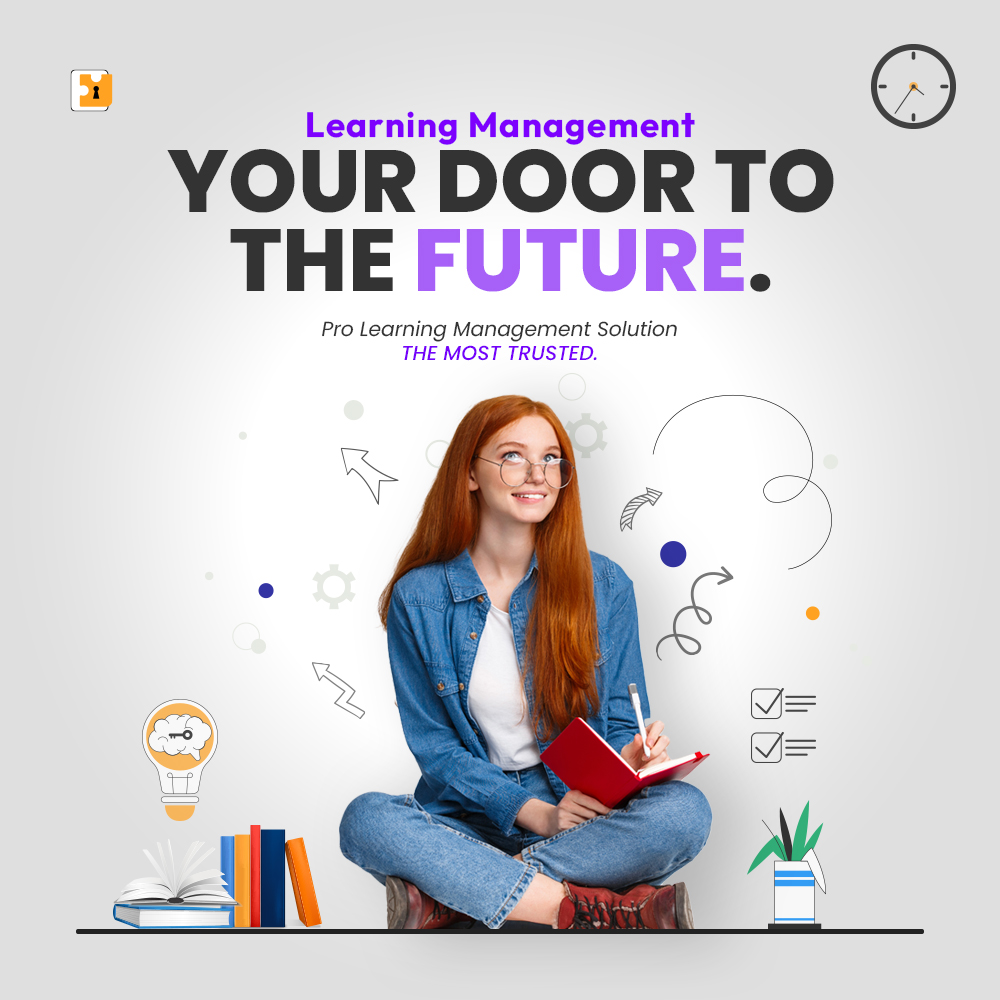 Learning Management
YOUR DOOR TO
THE FUTURE.
Pro Learning Management Solution
THE MOST TRUSTED.